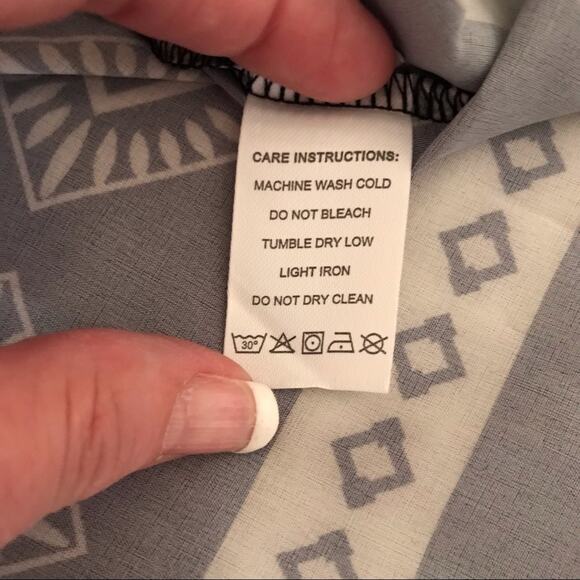 CARE INSTRUCTIONS:
MACHINE WASH COLD
DO NOT BLEACH
TUMBLE DRY LOW
LIGHT IRON
DO NOT DRY CLEAN
30°